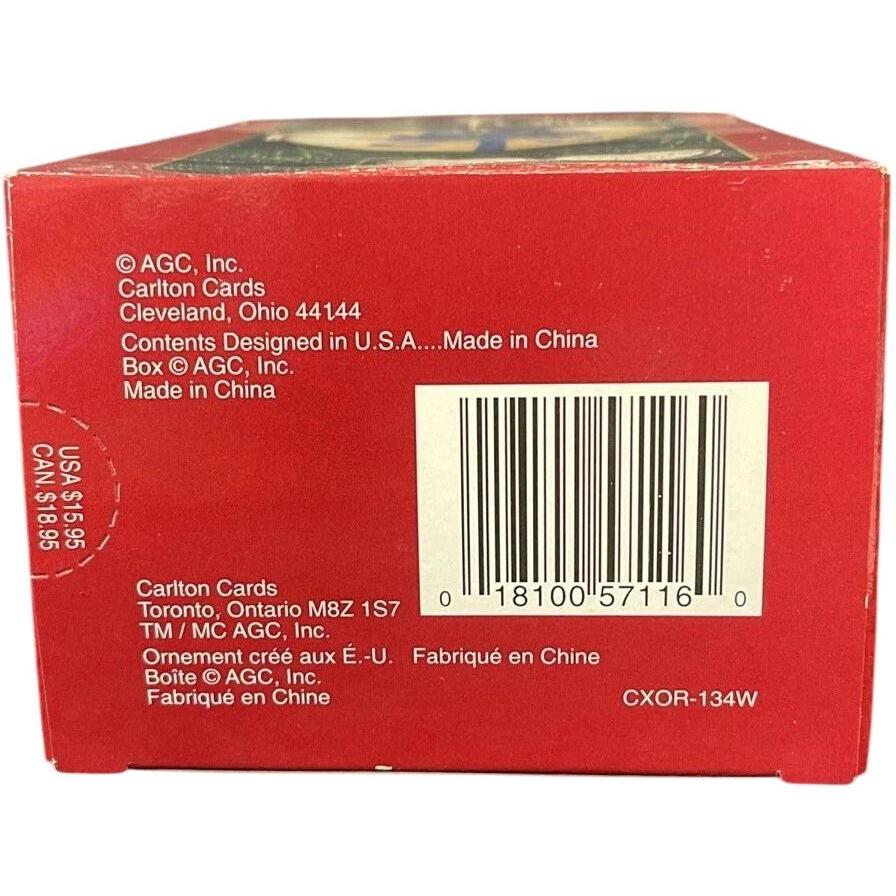 © AGC, Inc.
Carlton Cards
Cleveland, Ohio 44144
Contents Designed in U.S.A....Made in China
Box © AGC, Inc.
Made in China
USA $15.95
CAN. $18.95
0 18100 57116 0
Carlton Cards
Toronto, Ontario M8Z 1S7
TM / MC AGC, Inc.
Ornement créé aux É.-U. Fabriqué en Chine
Boîte © AGC, Inc.
Fabriqué en Chine
CXOR-134W